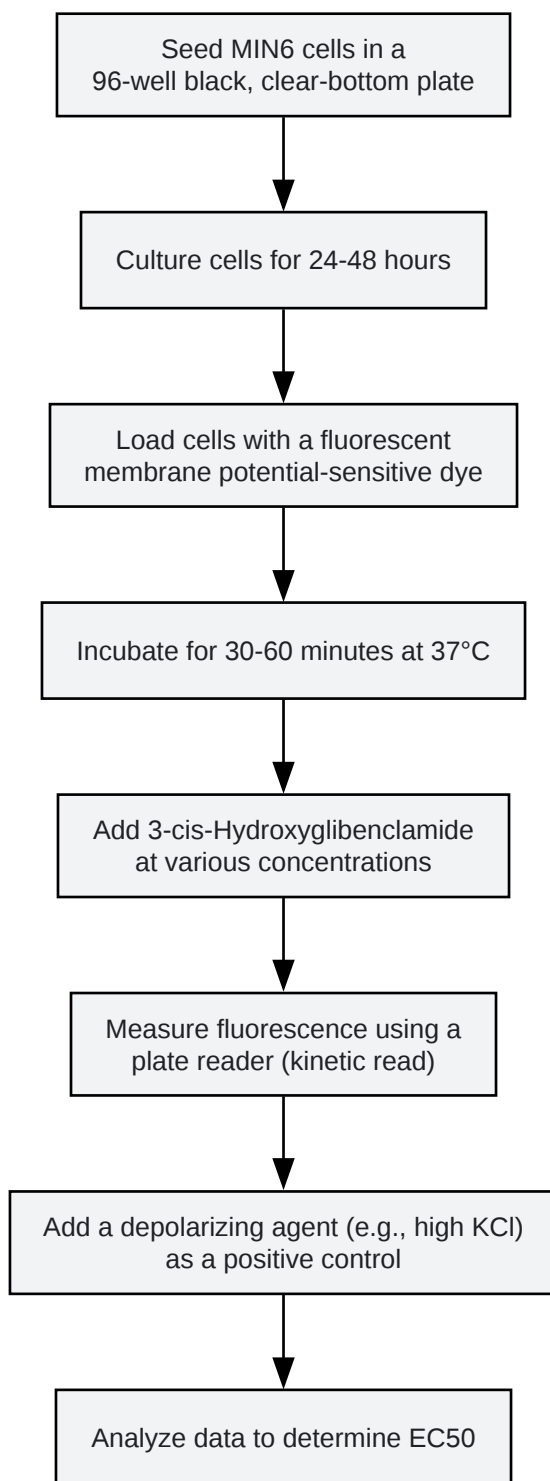 Seed MIN6 cells in a
96-well black, clear-bottom plate
Culture cells for 24-48 hours
Load cells with a fluorescent
membrane potential-sensitive dye
Incubate for 30-60 minutes at 37°C
Add 3-cis-Hydroxyglibenclamide
at various concentrations
Measure fluorescence using a
plate reader (kinetic read)
Add a depolarizing agent (e.g., high KCl)
as a positive control
Analyze data to determine EC50